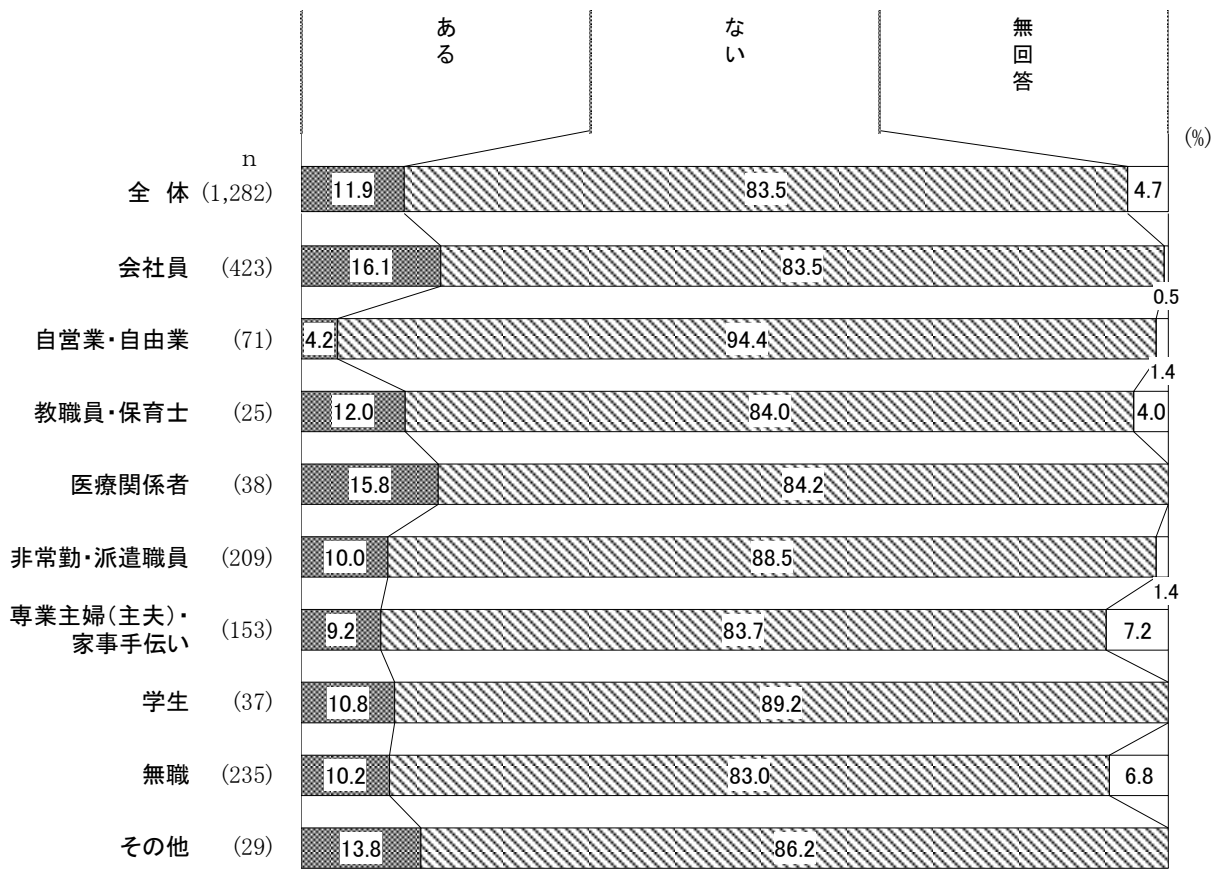 ある
ない
無回答
(%)
n
全 体 (1,282) 11.9 83.5 4.7
会社員 (423) 16.1 83.5 0.5
自営業・自由業 (71) 4.2 94.4 1.4
教職員・保育士 (25) 12.0 84.0 4.0
医療関係者 (38) 15.8 84.2
非常勤・派遣職員 (209) 10.0 88.5 1.4
専業主婦(主夫)・
家事手伝い (153) 9.2 83.7 7.2
学生 (37) 10.8 89.2
無職 (235) 10.2 83.0 6.8
その他 (29) 13.8 86.2